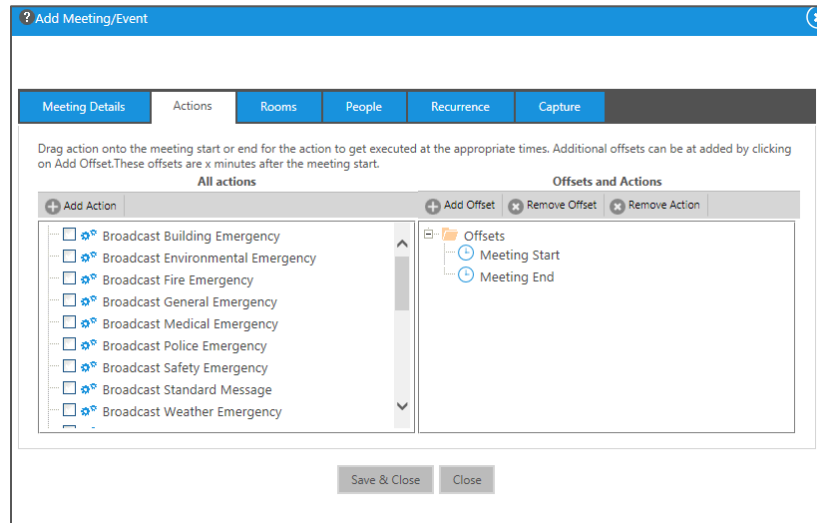 Add Meeting/Event
Meeting Details
Actions
Rooms
People
Recurrence
Capture
Drag action onto the meeting start or end for the action to get executed at the appropriate times. Additional offsets can be at added by clicking
on Add Offset.These offsets are x minutes after the meeting start.
All actions
Add Action
Broadcast Building Emergency
Broadcast Environmental Emergency
Broadcast Fire Emergency
Broadcast General Emergency
Broadcast Medical Emergency
Broadcast Police Emergency
Broadcast Safety Emergency
Broadcast Standard Message
Broadcast Weather Emergency
Offsets and Actions
Add Offset
Remove Offset
Remove Action
Offsets
Meeting Start
Meeting End
Save & Close
Close